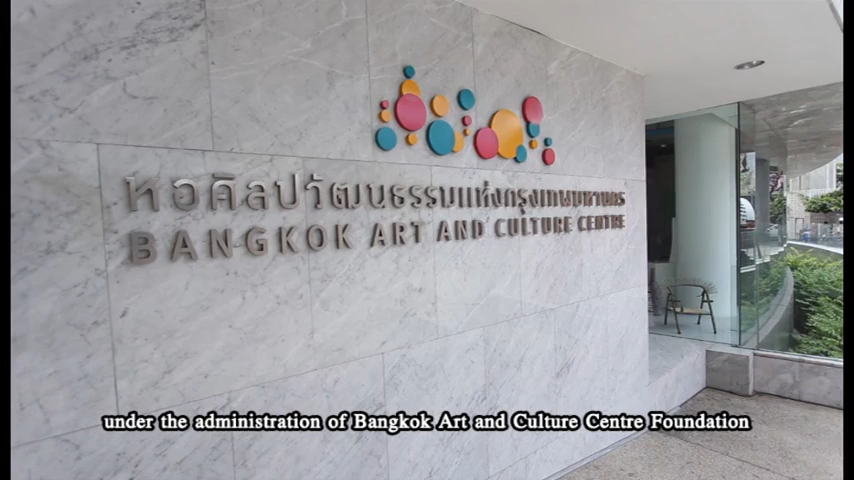 หอศิลปวัฒนธรรมแห่งกรุงเทพมหานคร
BANGKOK ART AND CULTURE CENTRE
under the administration of Bangkok Art and Culture Centre Foundation